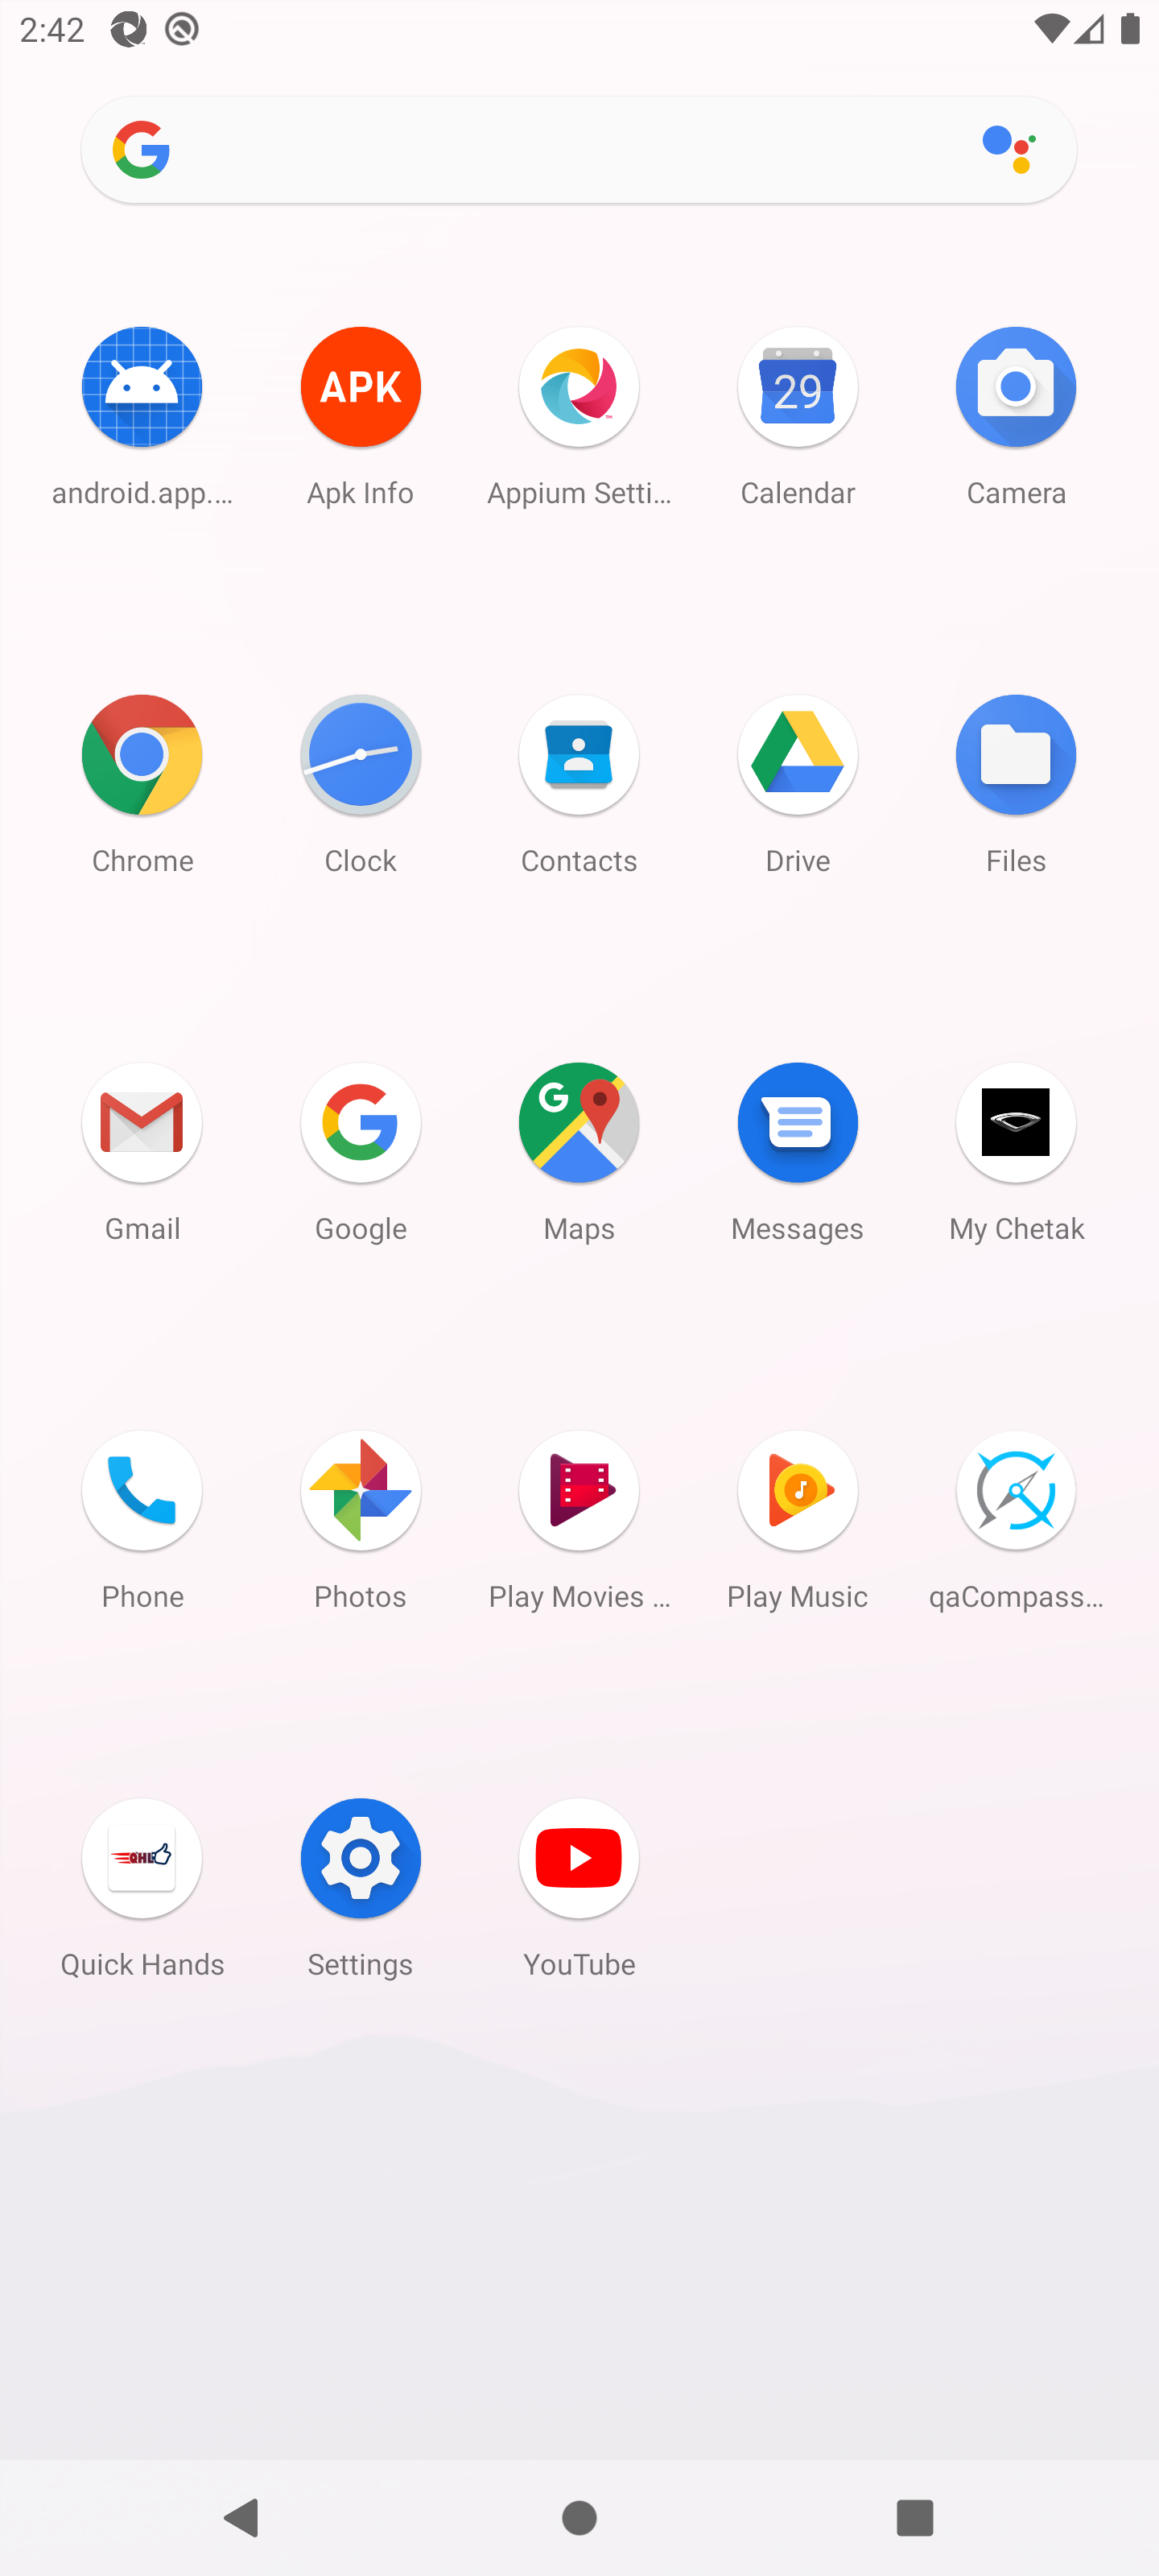 2:42
android.app....
Apk Info
Appium Setti...
29
Calendar
Camera
APK
Chrome
Clock
Contacts
Drive
Files
Gmail
Google
Maps
Messages
My Chetak
Phone
Photos
Play Movies ...
Play Music
qaCompass...
QHL
Quick Hands
Settings
YouTube